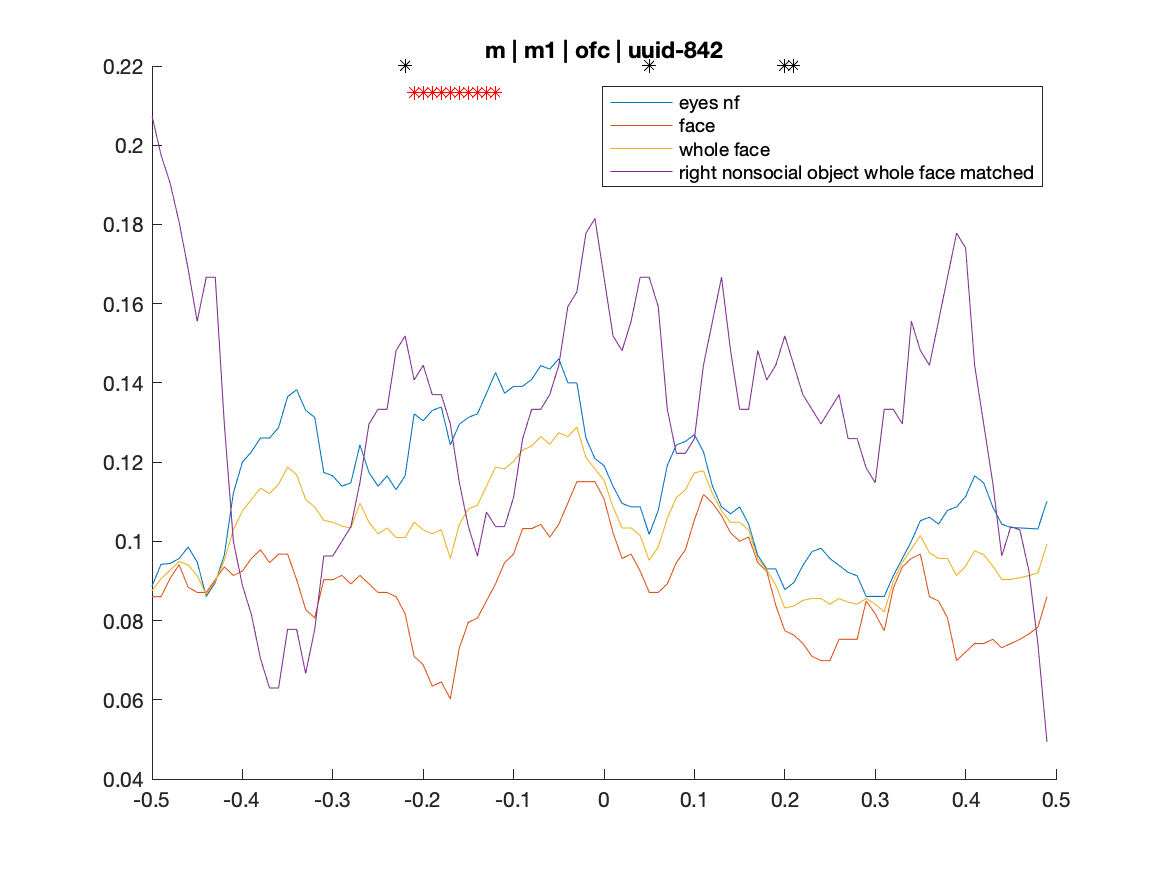 m | m1 | ofc | uuid-842
0.22
0.2
0.18
0.16
0.14
0.12
0.1
0.08
0.06
0.04
eyes nf
face
whole face
right nonsocial object whole face matched
-0.5 -0.4 -0.3 -0.2 -0.1 0 0.1 0.2 0.3 0.4 0.5